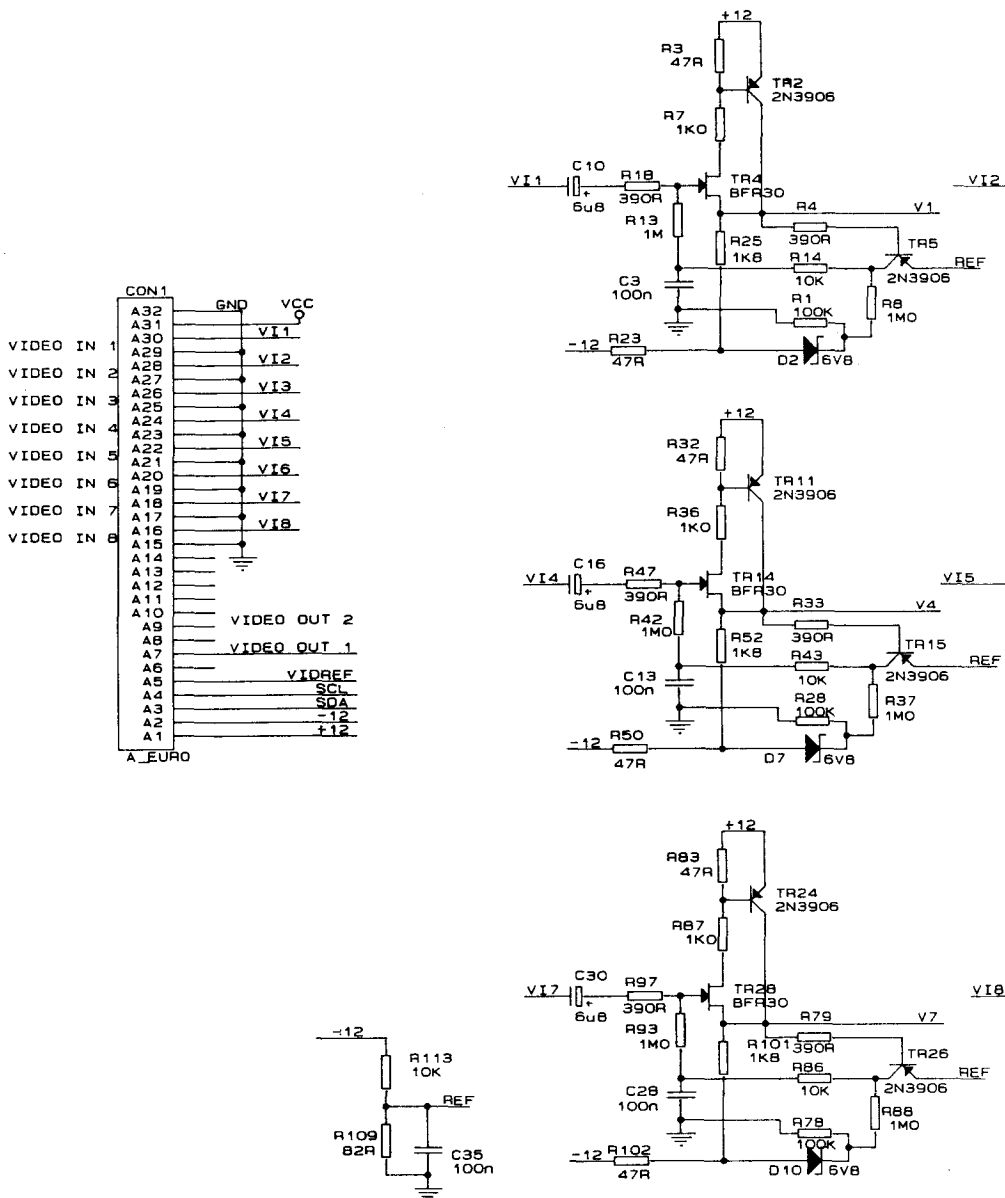 CON1
GND
VCC
A32
A31
A30 VI1
VIDEO IN 1 A29
A28 VI2
VIDEO IN 2 A27
A26 VI3
VIDEO IN 3 A25
A24 VI4
VIDEO IN 4 A23
A22 VI5
VIDEO IN 5 A21
A20 VI6
VIDEO IN 6 A19
A18 VI7
VIDEO IN 7 A17
A16 VI8
VIDEO IN 8 A15
A14
A13
A12
A11
A10
A9 VIDEO OUT 2
A8
A7 VIDEO OUT 1
A6
A5 VIDREF
A4 SCL
A3 SDA
A2 -12
A1 +12
A_EURO
+12
R3
47R
TR2
2N3906
R7
1K0
VI1
C10
+
6u8
R18
390R
TR4
BFR30
VI2
R13
1M
R4
390R
V1
R25
1K8
TR5
2N3906
REF
R14
10K
C3
100n
R1
100K
R8
1M0
-12
R23
47R
D2
6V8
+12
R32
47R
TR11
2N3906
R36
1K0
VI4
C16
+
6u8
R47
390R
TR14
BFR30
VI5
R42
1M0
R33
390R
V4
R52
1K8
TR15
2N3906
REF
R43
10K
C13
100n
R28
100K
R37
1M0
-12
R50
47R
D7
6V8
+12
R83
47R
TR24
2N3906
R87
1K0
VI7
C30
+
6u8
R97
390R
TR28
BFR30
VI8
R93
1M0
R79
390R
V7
R101
1K8
TR26
2N3906
REF
R86
10K
C28
100n
R78
100K
R88
1M0
-12
R102
47R
D10
6V8
-12
R113
10K
REF
R109
82R
C35
100n